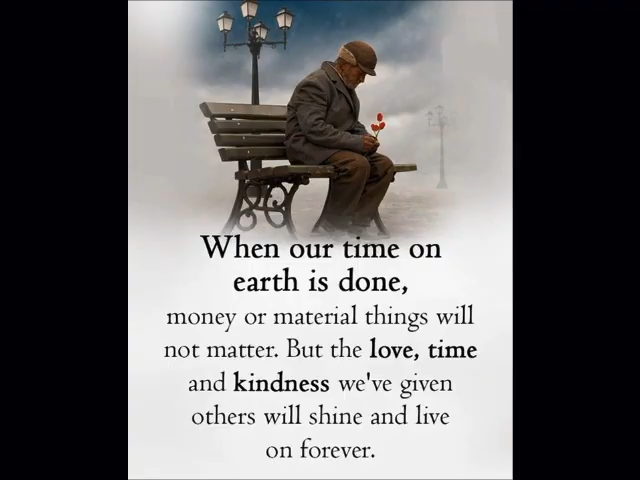 When our time on
earth is done,
money or material things will
not matter. But the love, time
and kindness we've given
others will shine and live
on forever.